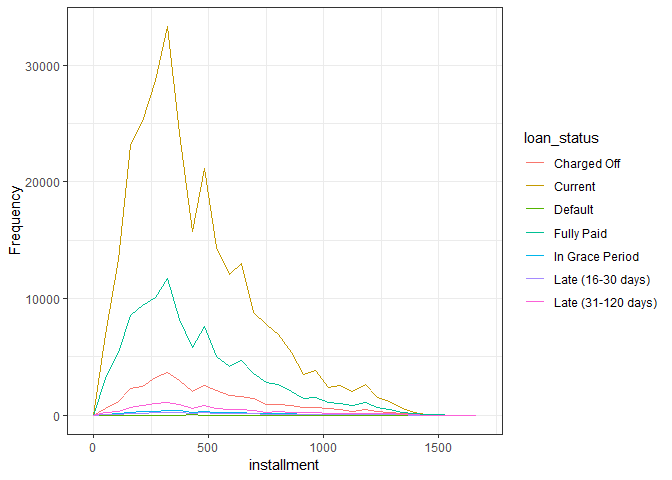 30000
20000
10000
0
Frequency
0 500 1000 1500
installment
loan_status
Charged Off
Current
Default
Fully Paid
In Grace Period
Late (16-30 days)
Late (31-120 days)